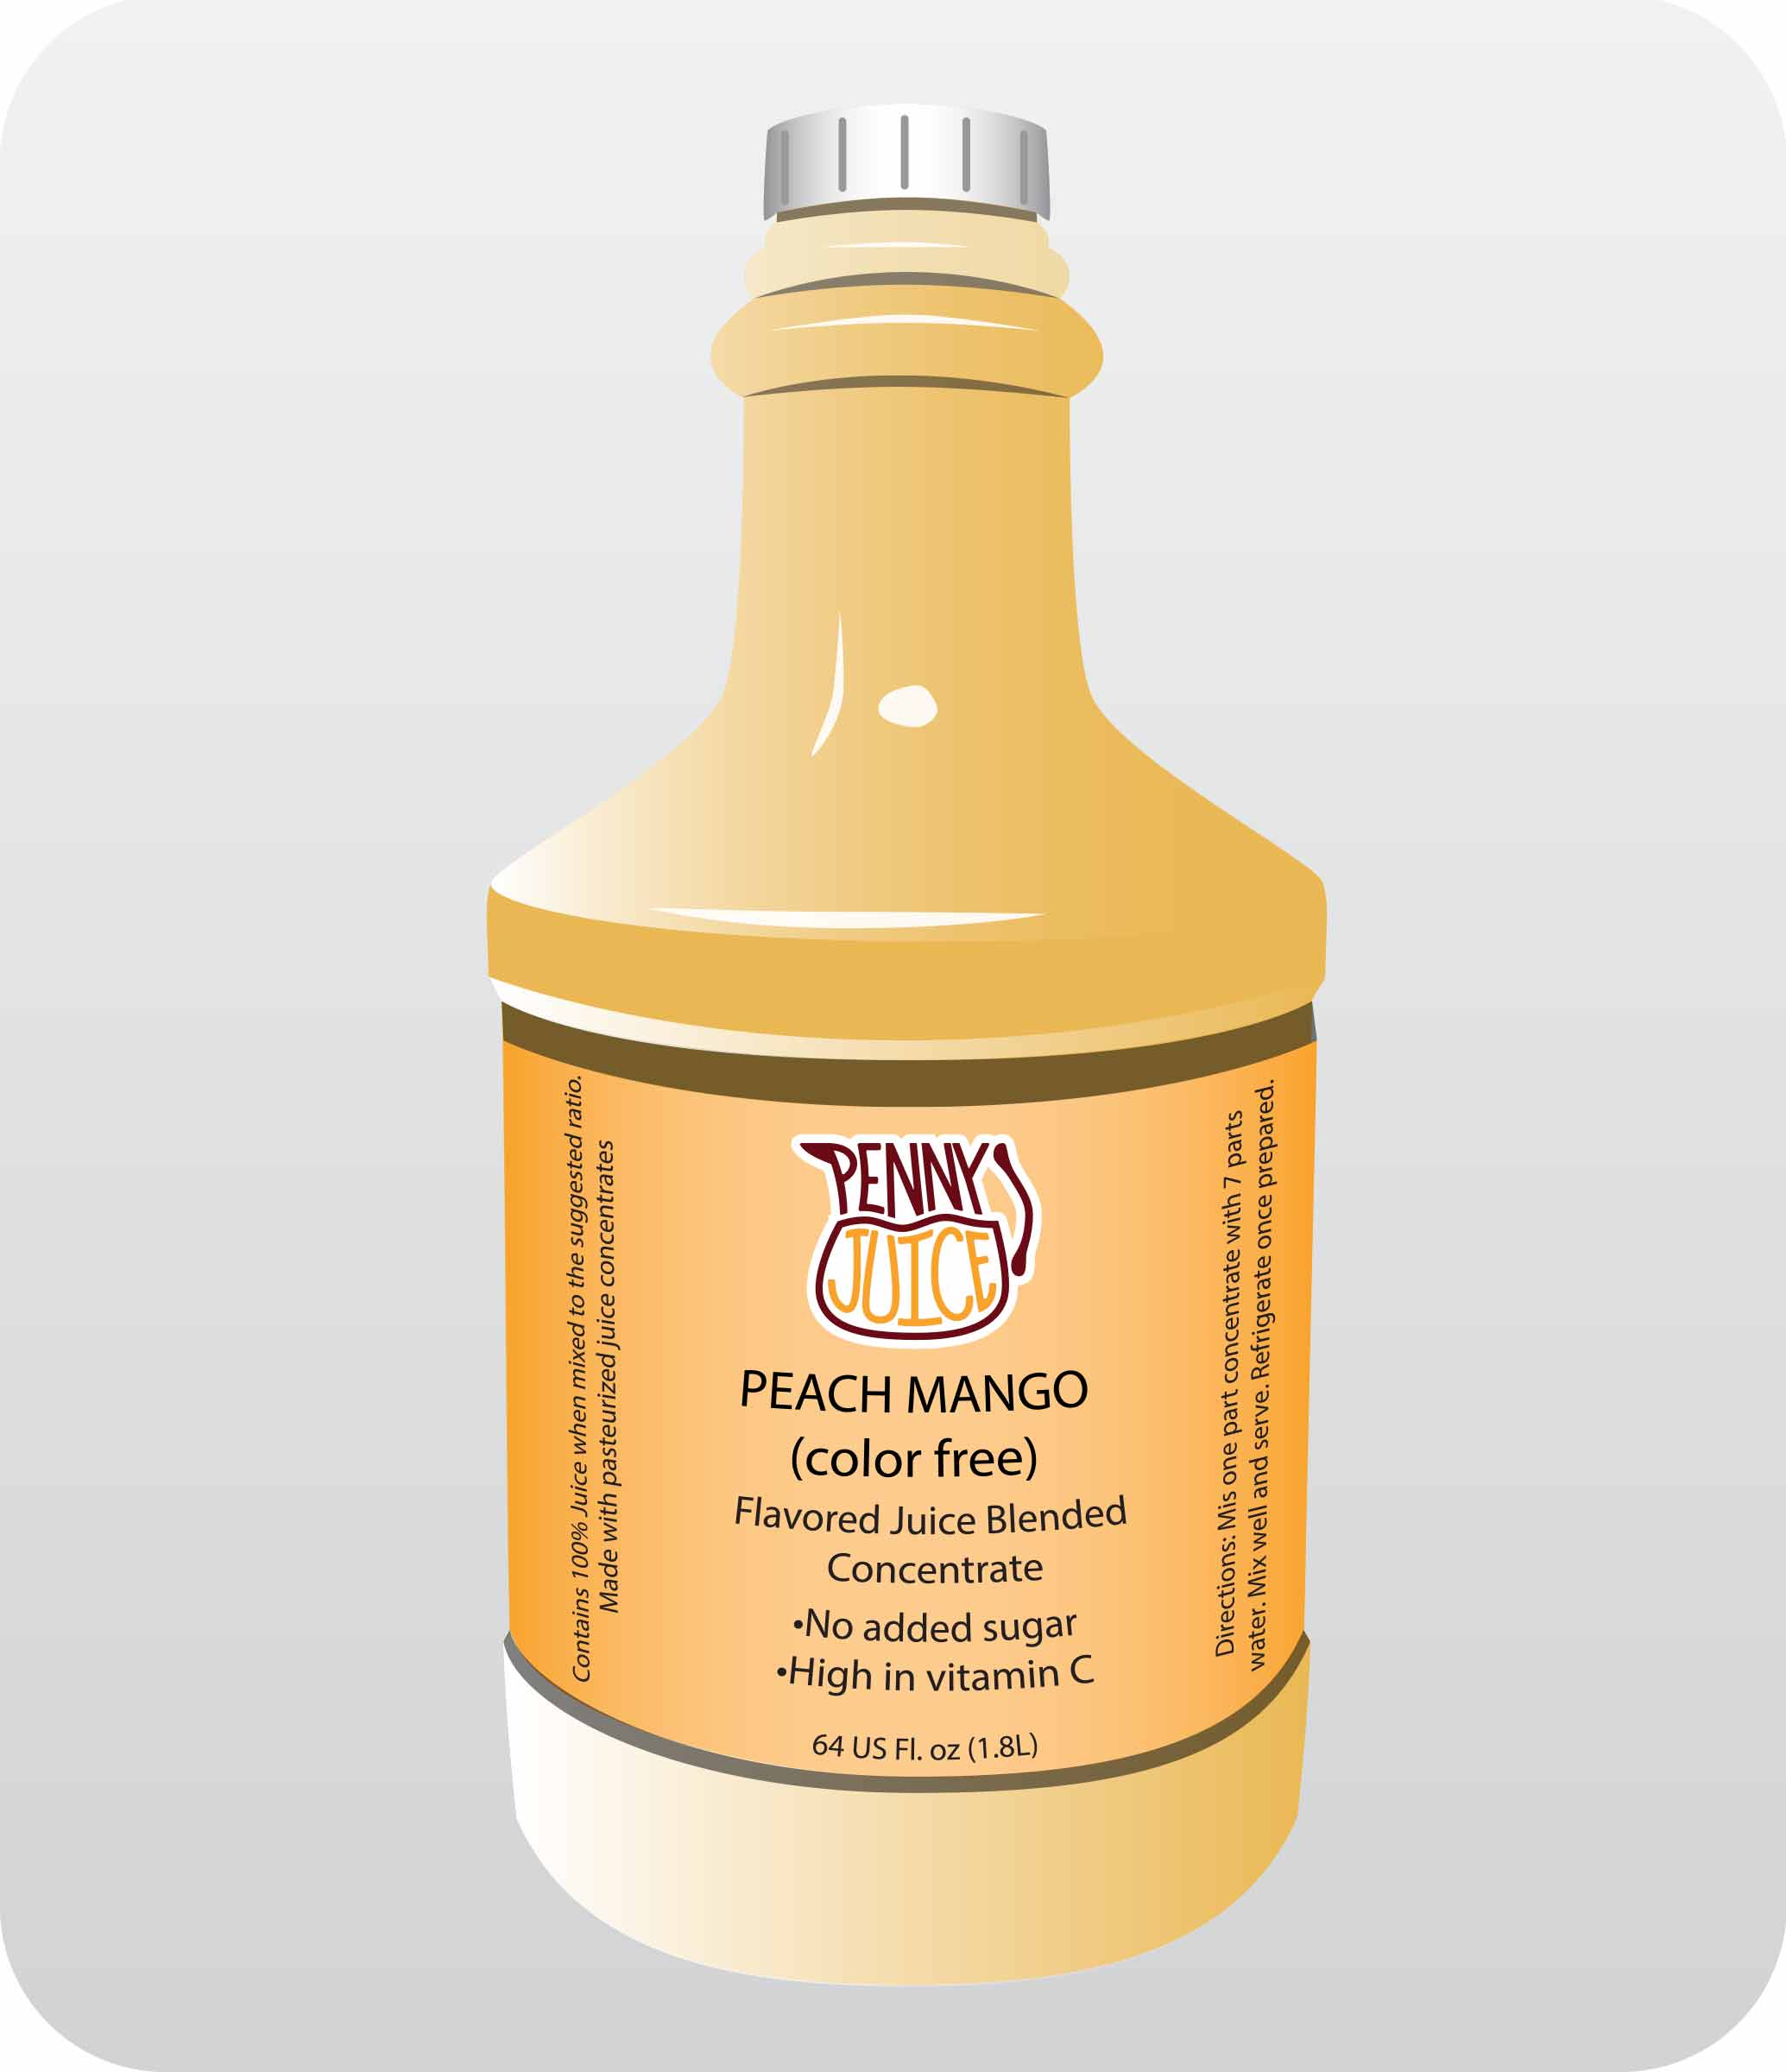 PENNY
JUICE
PEACH MANGO
(color free)
Flavored Juice Blended
Concentrate
•No added sugar
•High in vitamin C
64 US Fl. oz (1.8L)
Contains 100% Juice when mixed to the suggested ratio.
Made with pasteurized juice concentrates
Directions: Mis one part concentrate with 7 parts
water. Mix well and serve. Refrigerate once prepared.